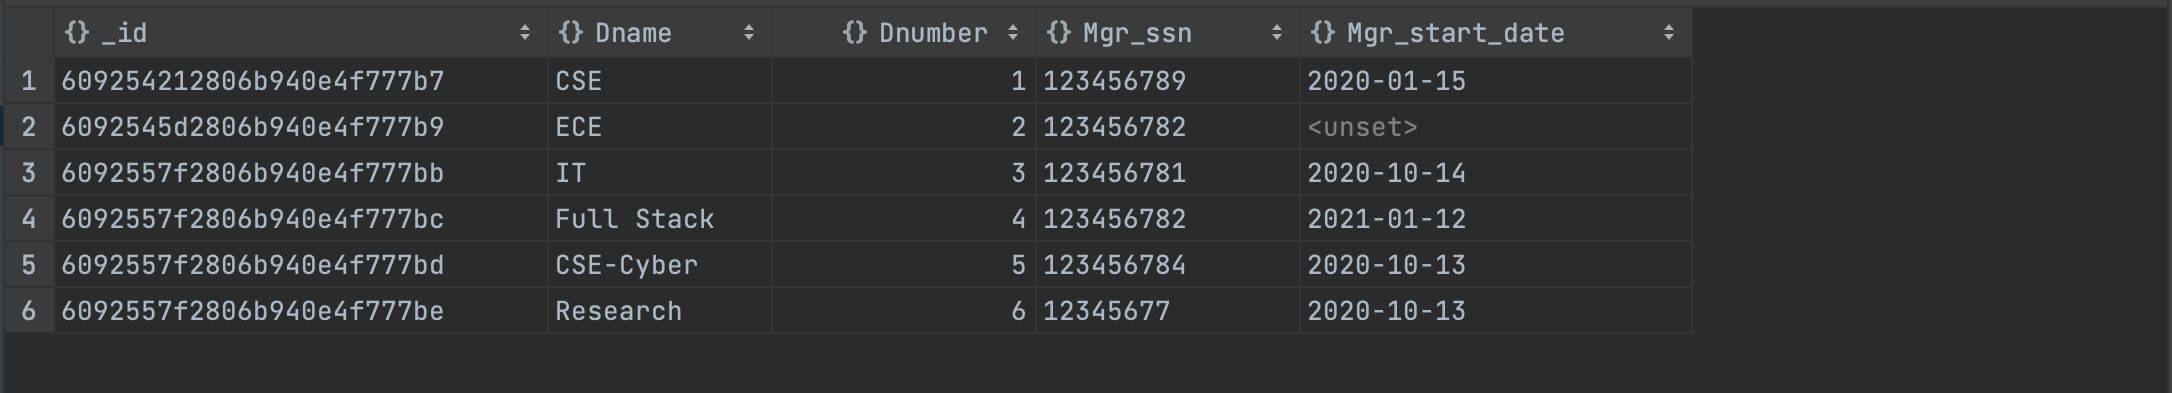 {} _id {} Dname {} Dnumber {} Mgr_ssn {} Mgr_start_date
1 609254212806b940e4f777b7 CSE 1 123456789 2020-01-15
2 6092545d2806b940e4f777b9 ECE 2 123456782 <unset>
3 6092557f2806b940e4f777bb IT 3 123456781 2020-10-14
4 6092557f2806b940e4f777bc Full Stack 4 123456782 2021-01-12
5 6092557f2806b940e4f777bd CSE-Cyber 5 123456784 2020-10-13
6 6092557f2806b940e4f777be Research 6 12345677 2020-10-13